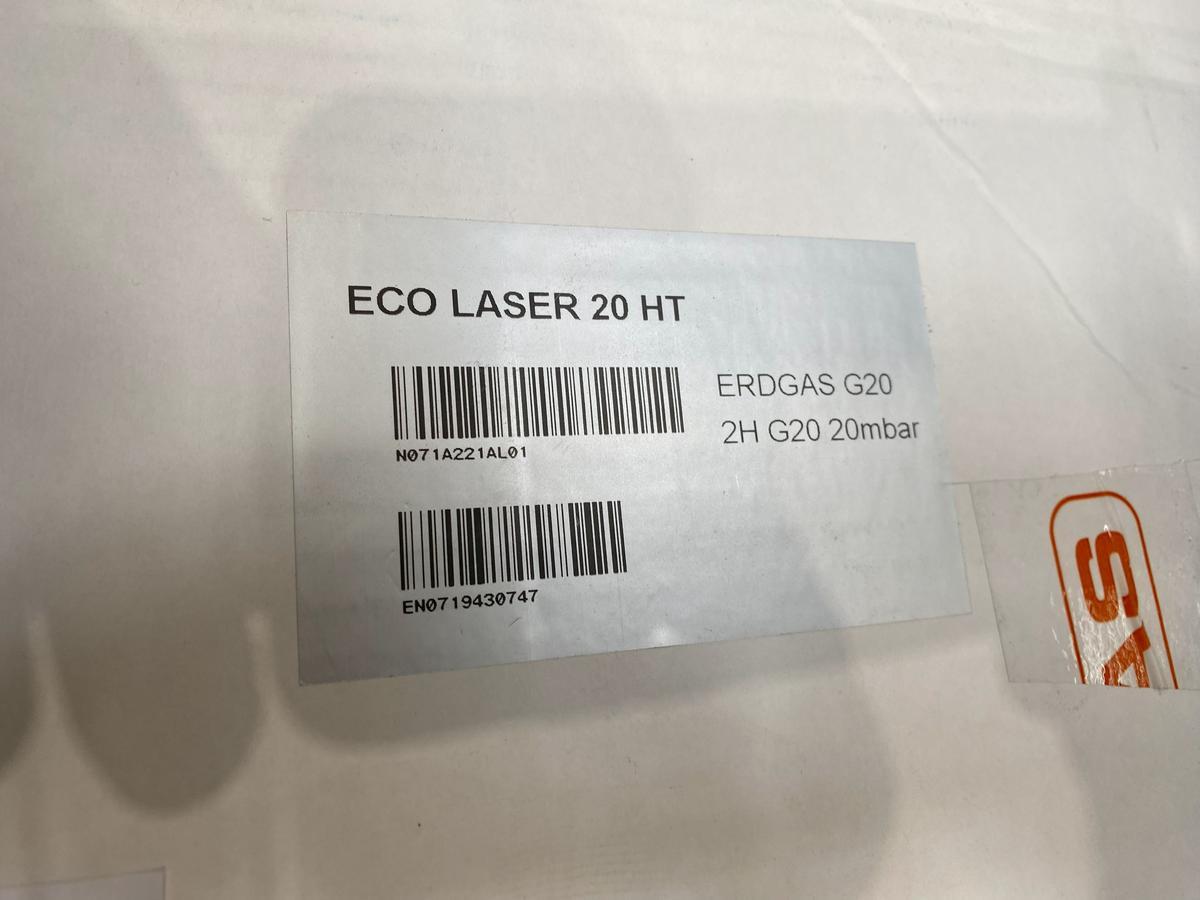 ECO LASER 20 HT
ERDGAS G20
2H G20 20mbar
N071A221AL01
EN0719430747